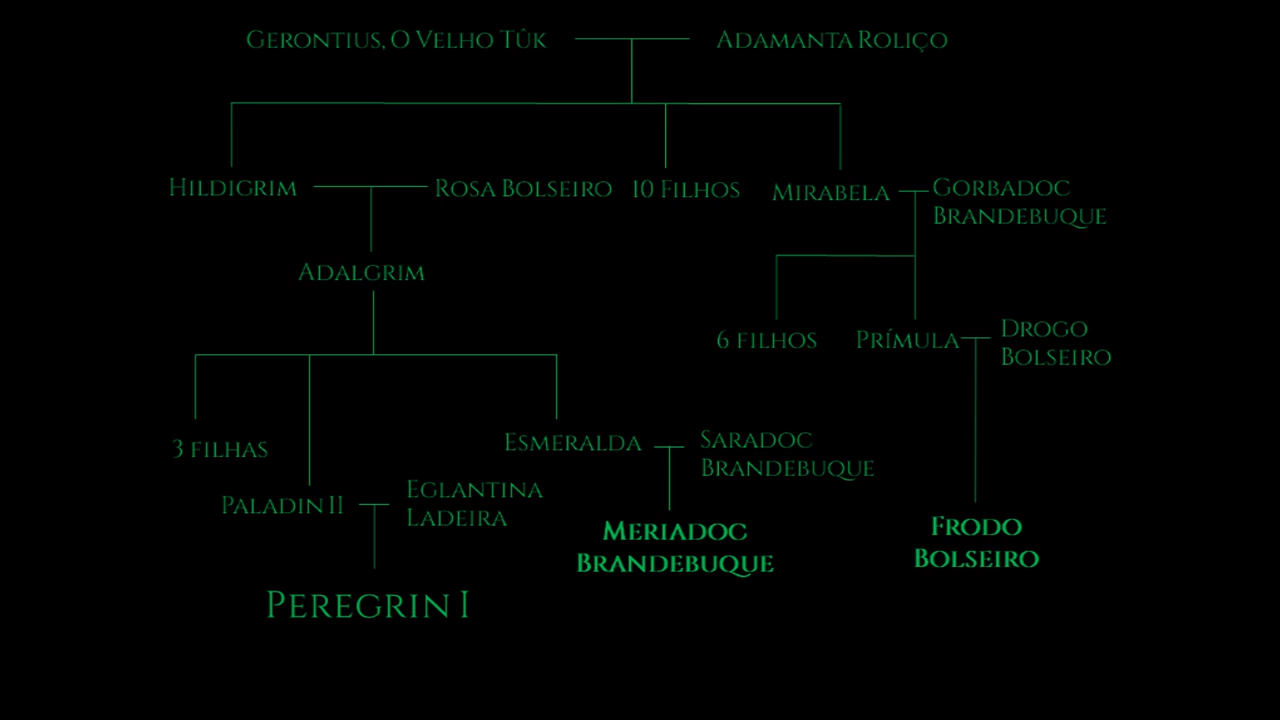 Gerontius, O Velho Tûk
Adamanta Roliço
Hildigrim
Rosa Bolseiro
10 Filhos
Mirabela
Gorbadoc
Brandebuque
Adalgrim
6 filhos
Prímula
Drogo
Bolseiro
3 filhas
Esmeralda
Saradoc
Brandebuque
Paladin II
Eglantina
Ladeira
Meriadoc
Brandebuque
Frodo
Bolseiro
Peregrin I